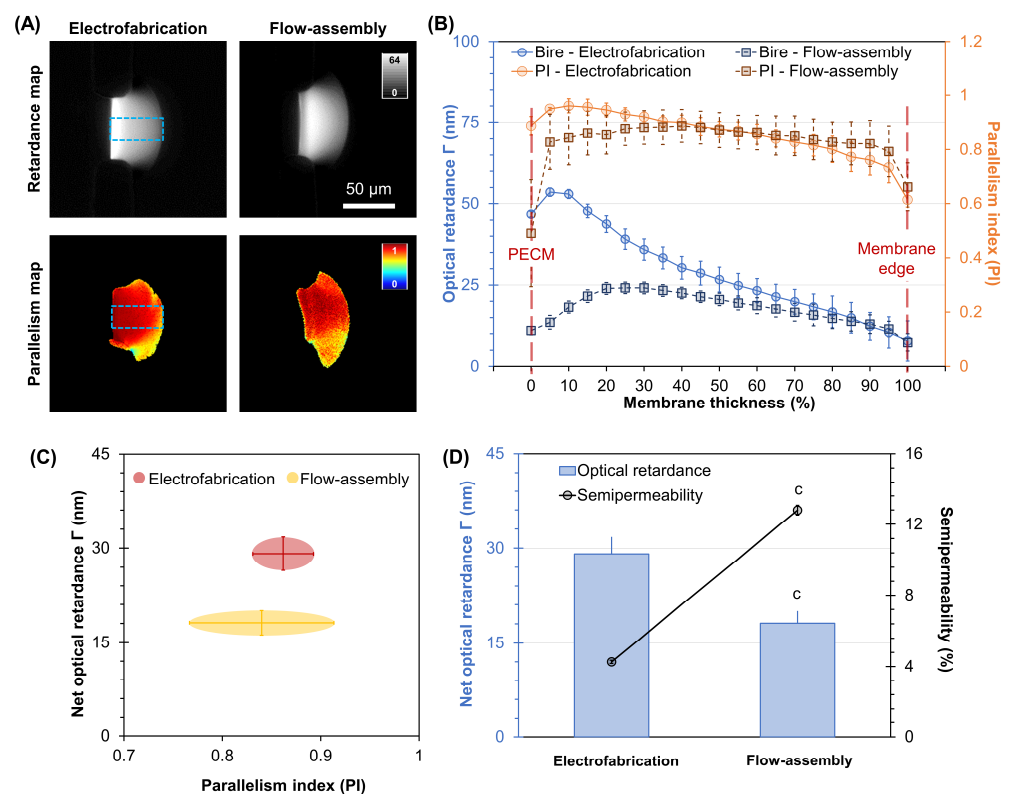 (A)
Electrofabrication
Flow-assembly
Retardance map
64
0
50 µm
Parallelism map
1
0
(B)
Bire - Electrofabrication
Bire - Flow-assembly
PI - Electrofabrication
PI - Flow-assembly
Optical retardance Γ (nm)
100
75
50
25
0
PECM
Membrane
edge
1.2
1
0.8
0.6
0.4
0.2
0
Parallelism index (PI)
0 10 20 30 40 50 60 70 80 90 100
Membrane thickness (%)
(C)
Electrofabrication
Flow-assembly
Net optical retardance Γ (nm)
45
30
15
0
0.7 0.8 0.9 1
Parallelism index (PI)
(D)
Optical retardance
Semipermeability
Net optical retardance Γ (nm)
45
30
15
0
c
c
16
12
8
4
0
Semipermeability (%)
Electrofabrication
Flow-assembly